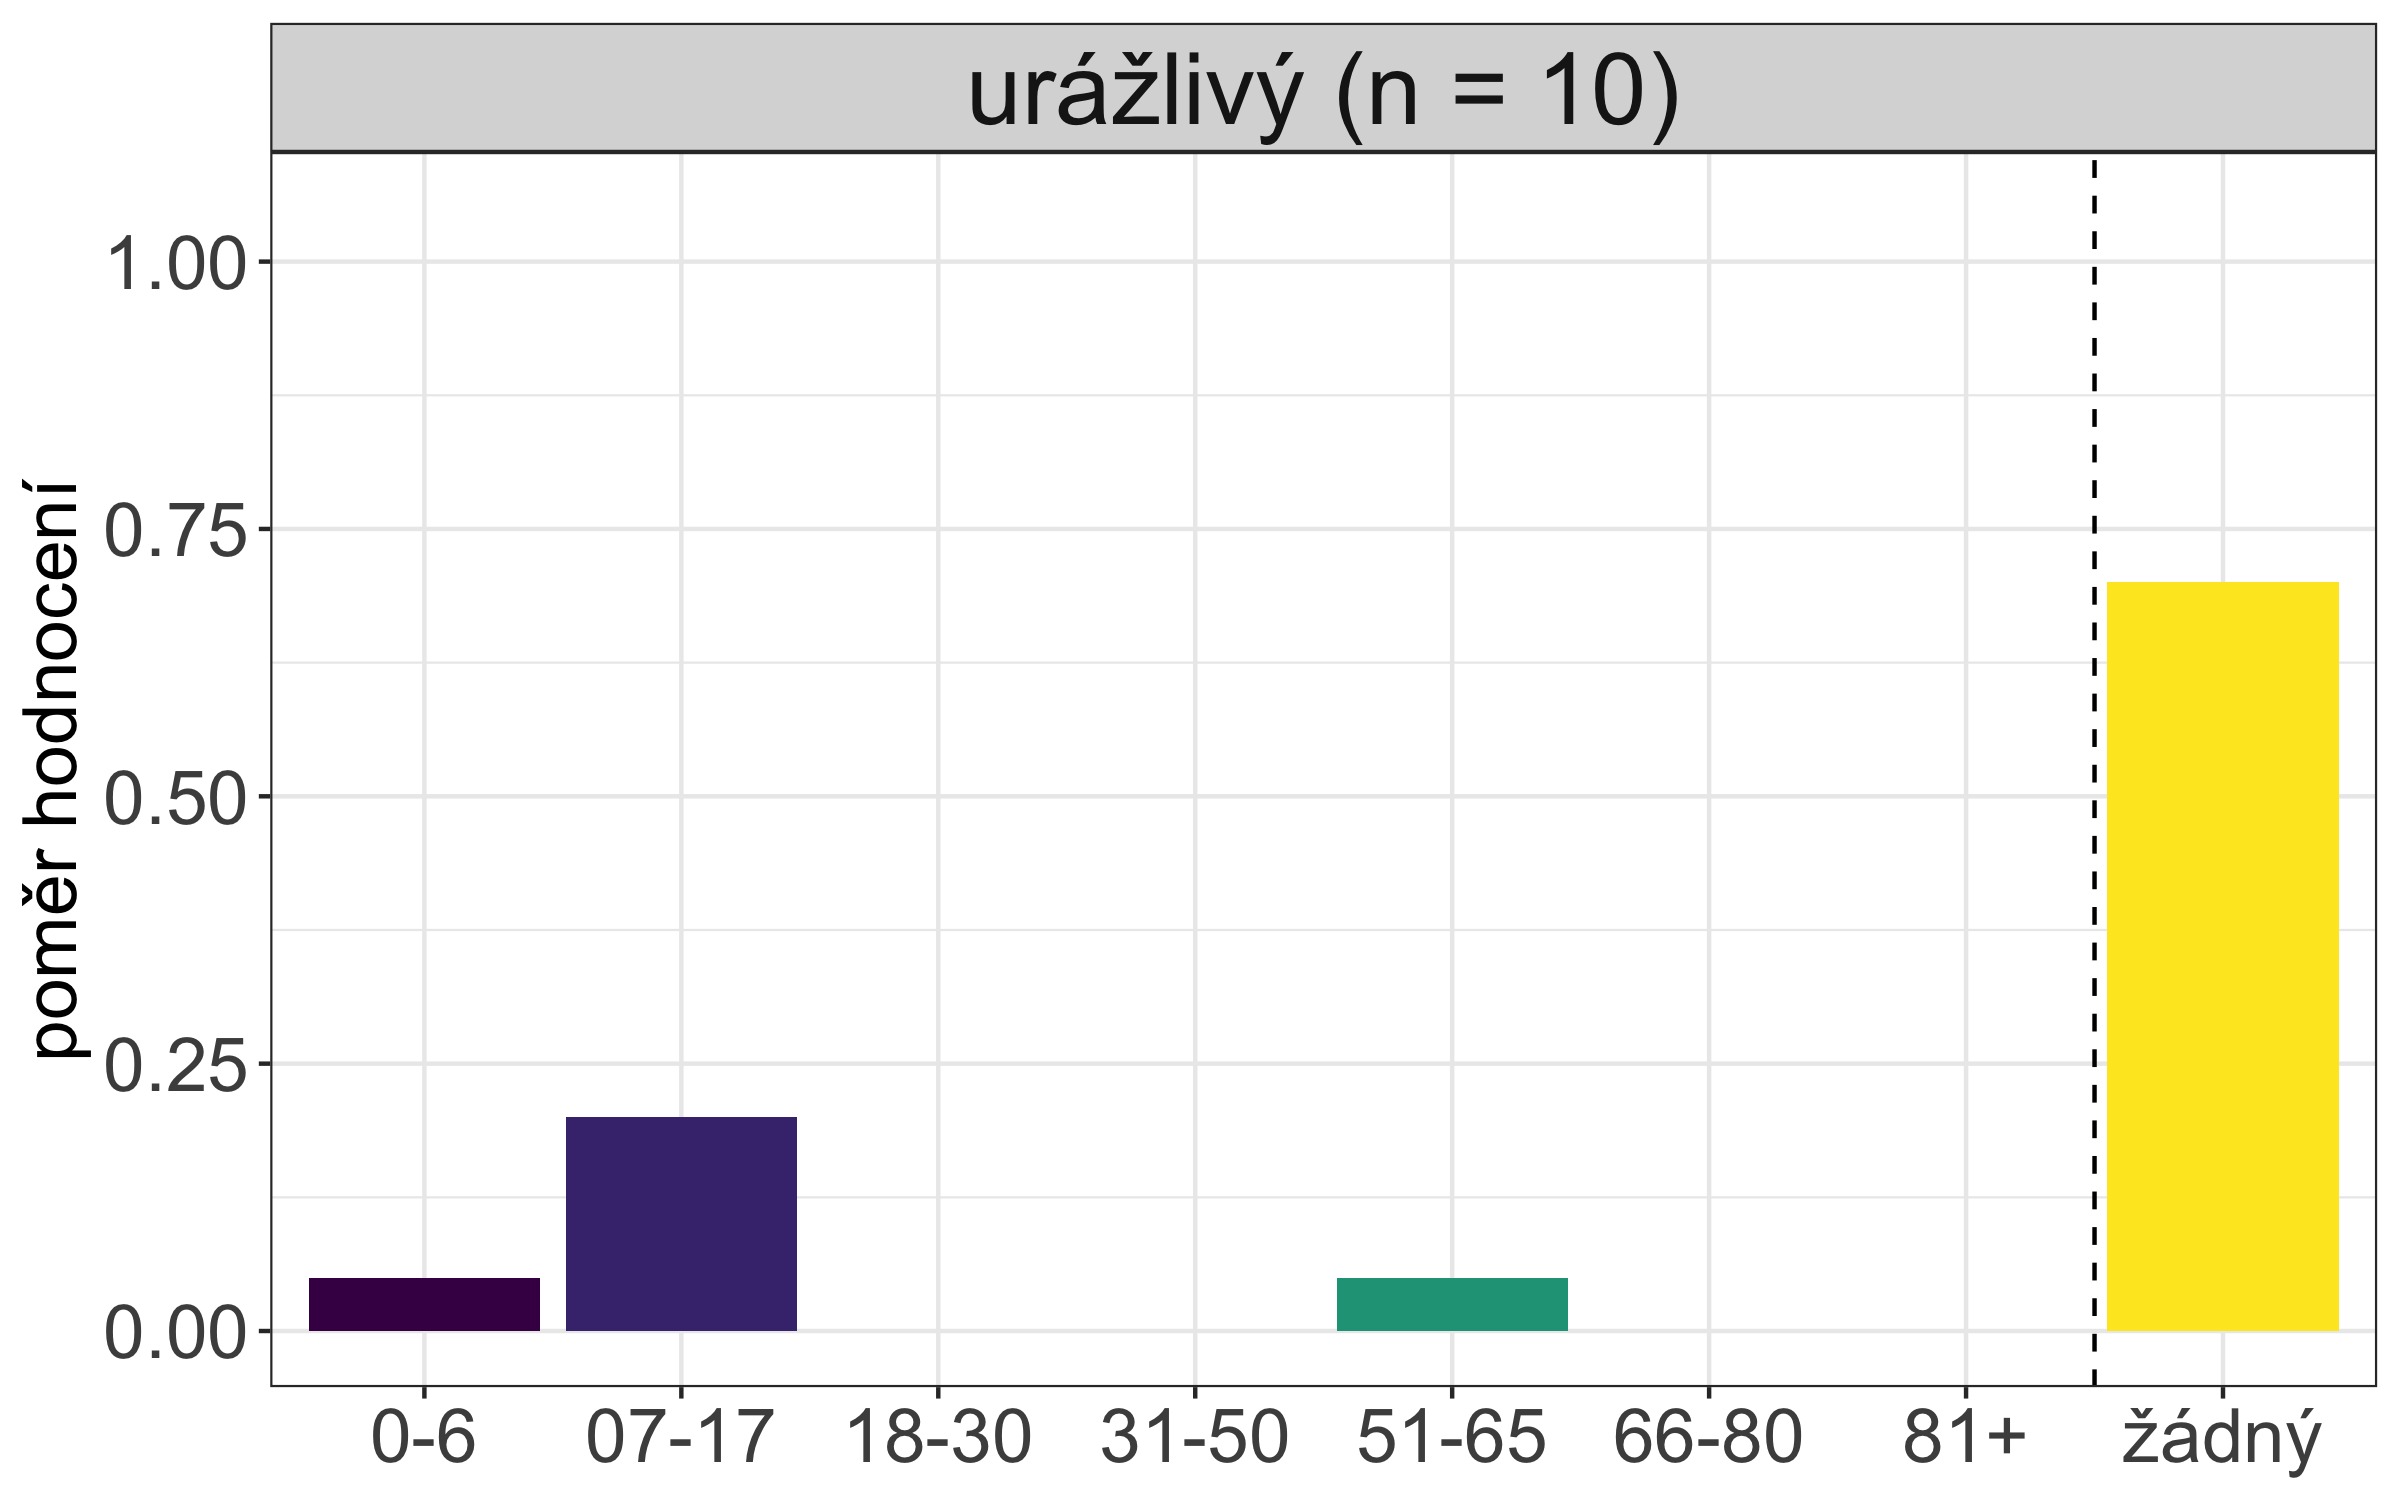 urážlivý (n = 10)
poměr hodnocení
1.00
0.75
0.50
0.25
0.00
0-6 07-17 18-30 31-50 51-65 66-80 81+ žádný